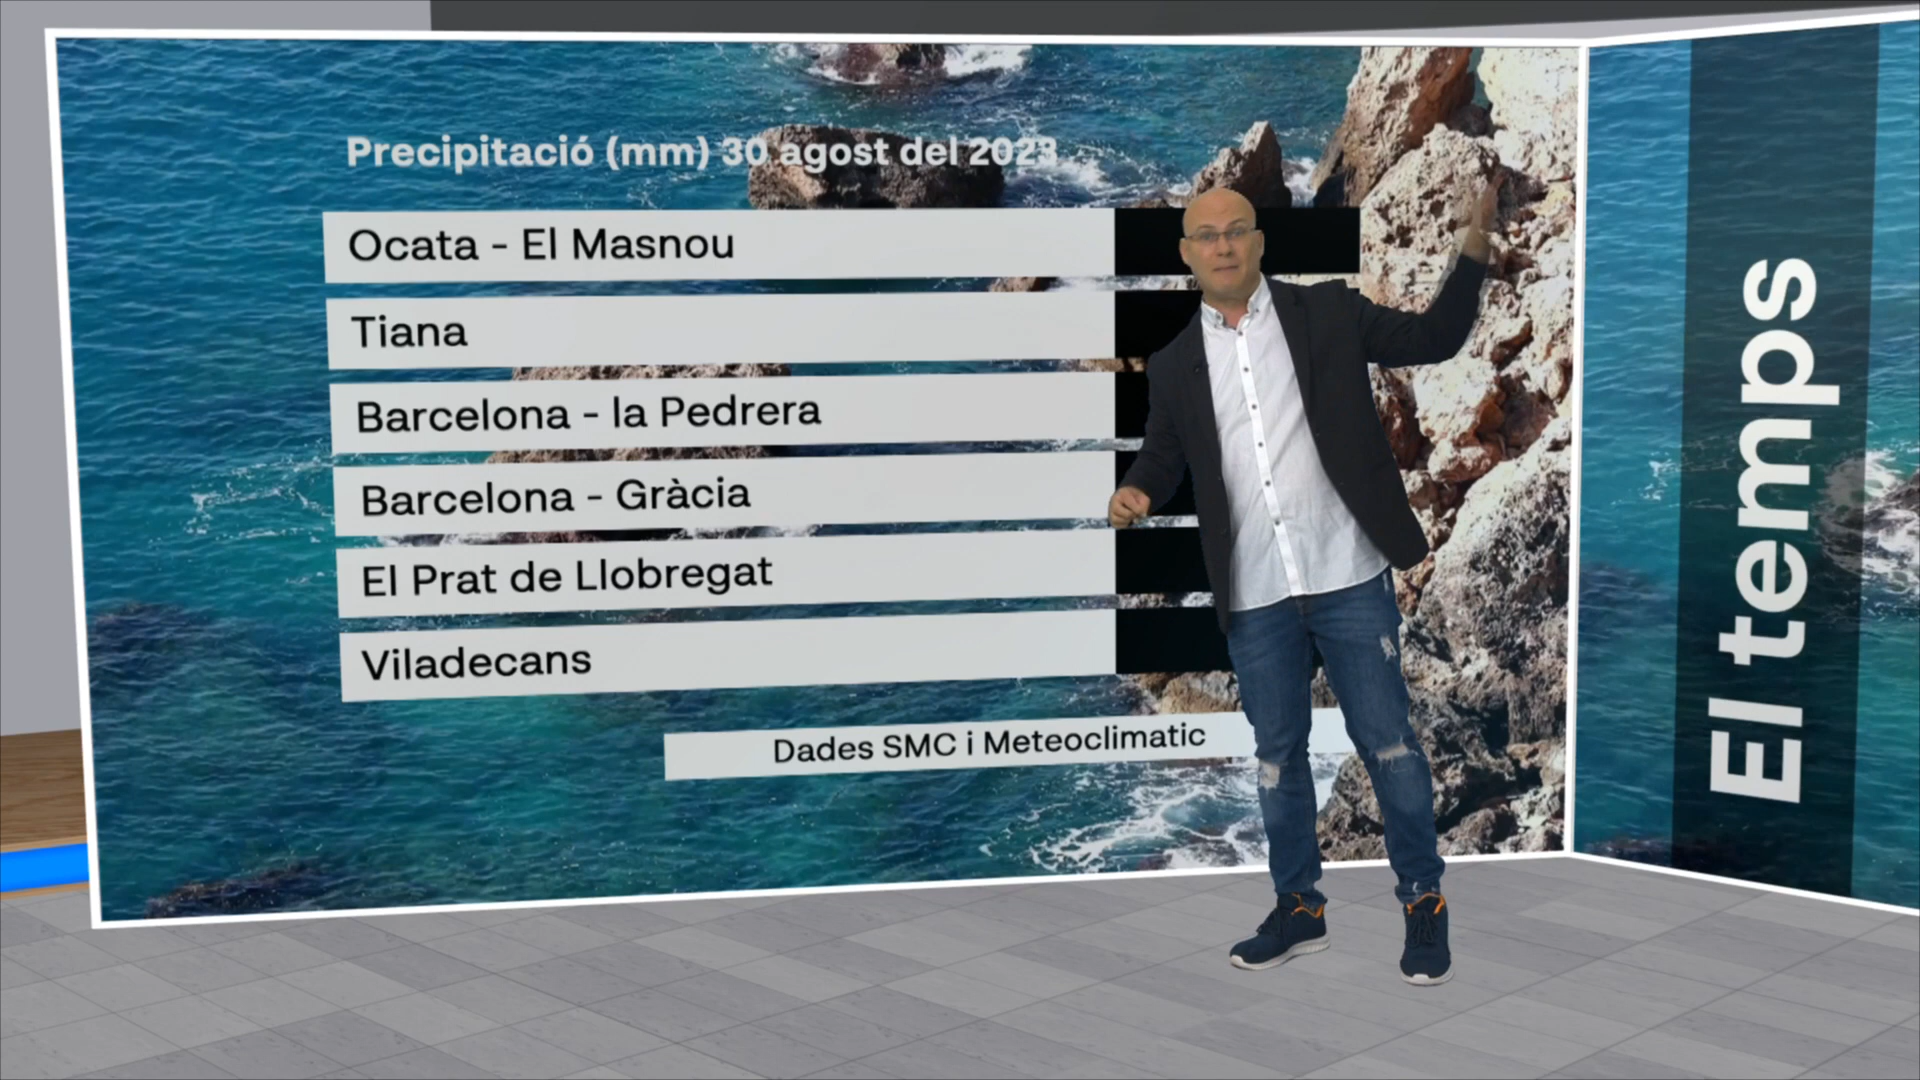 Precipitació (mm) 30 agost del 2023
Ocata - El Masnou
Tiana
Barcelona - la Pedrera
Barcelona - Gràcia
El Prat de Llobregat
Viladecans
Dades SMC i Meteoclimatic
El temps